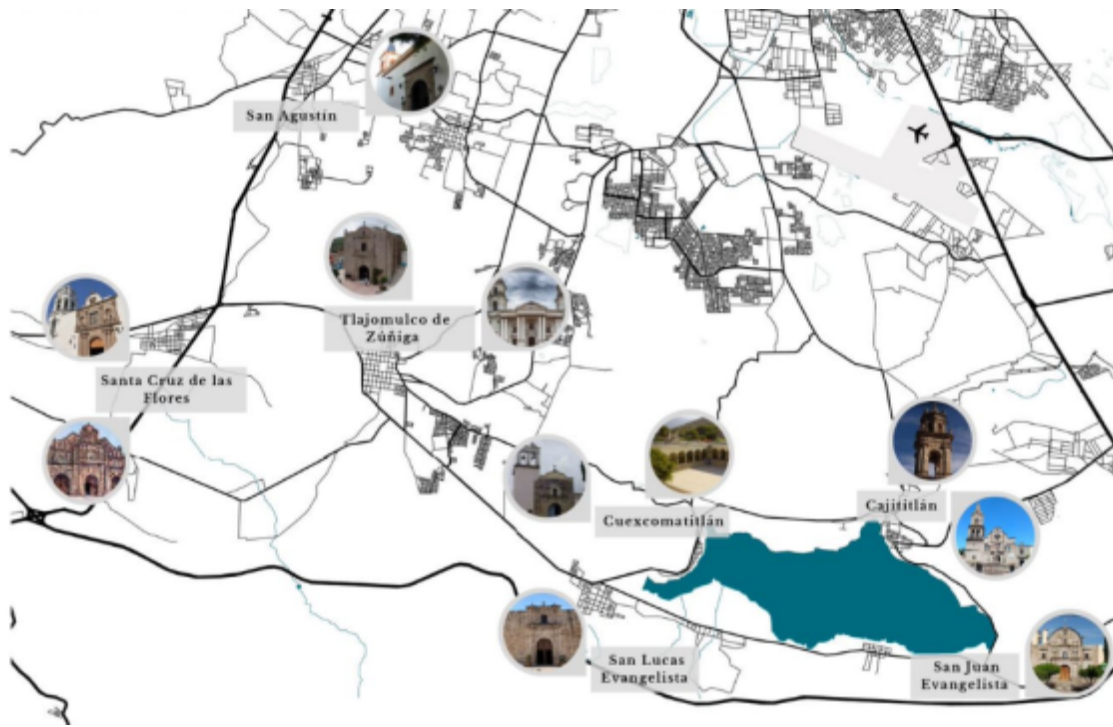 San Agustín
Tlajomulco de
Zúñiga
Santa Cruz de las
Flores
Cuexcomatitlán
Cajititlán
San Lucas
Evangelista
San Juan
Evangelista